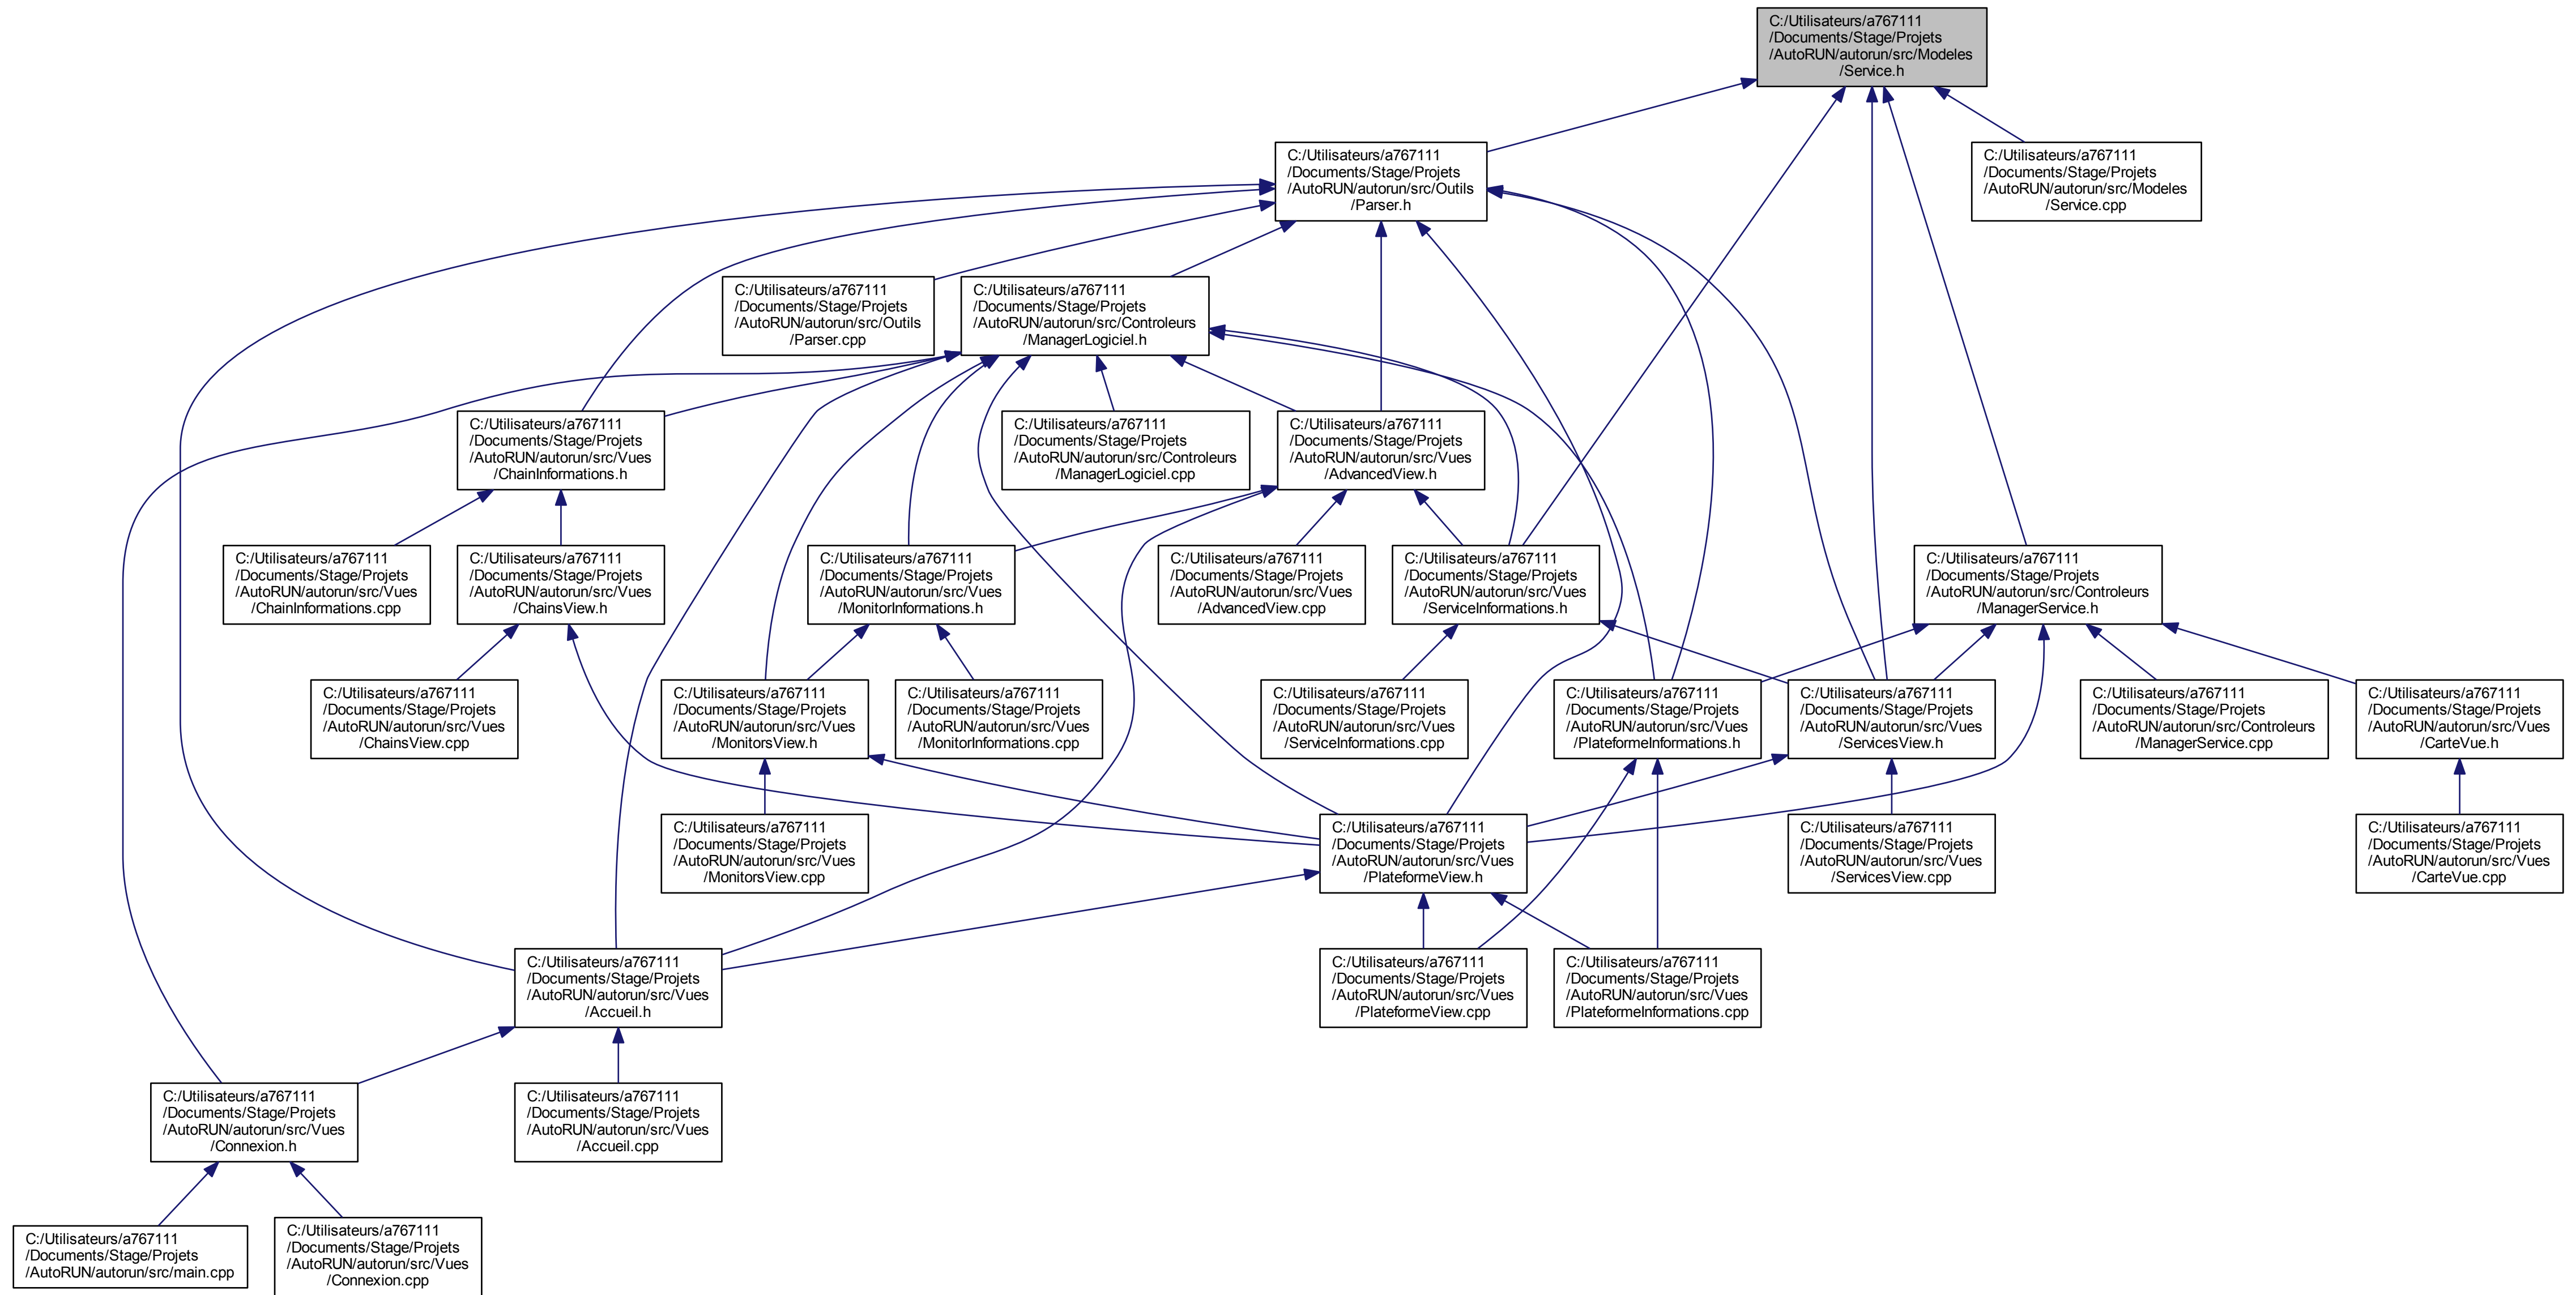 C:/Utilisateurs/a767111
/Documents/Stage/Projets
/AutoRUN/autorun/src/Modeles
/Service.h
C:/Utilisateurs/a767111
/Documents/Stage/Projets
/AutoRUN/autorun/src/Outils
/Parser.h
C:/Utilisateurs/a767111
/Documents/Stage/Projets
/AutoRUN/autorun/src/Modeles
/Service.cpp
C:/Utilisateurs/a767111
/Documents/Stage/Projets
/AutoRUN/autorun/src/Outils
/Parser.cpp
C:/Utilisateurs/a767111
/Documents/Stage/Projets
/AutoRUN/autorun/src/Controleurs
/ManagerLogiciel.h
C:/Utilisateurs/a767111
/Documents/Stage/Projets
/AutoRUN/autorun/src/Vues
/ChainInformations.h
C:/Utilisateurs/a767111
/Documents/Stage/Projets
/AutoRUN/autorun/src/Controleurs
/ManagerLogiciel.cpp
C:/Utilisateurs/a767111
/Documents/Stage/Projets
/AutoRUN/autorun/src/Vues
/AdvancedView.h
C:/Utilisateurs/a767111
/Documents/Stage/Projets
/AutoRUN/autorun/src/Vues
/ChainInformations.cpp
C:/Utilisateurs/a767111
/Documents/Stage/Projets
/AutoRUN/autorun/src/Vues
/ChainsView.h
C:/Utilisateurs/a767111
/Documents/Stage/Projets
/AutoRUN/autorun/src/Vues
/MonitorInformations.h
C:/Utilisateurs/a767111
/Documents/Stage/Projets
/AutoRUN/autorun/src/Vues
/AdvancedView.cpp
C:/Utilisateurs/a767111
/Documents/Stage/Projets
/AutoRUN/autorun/src/Vues
/ServiceInformations.h
C:/Utilisateurs/a767111
/Documents/Stage/Projets
/AutoRUN/autorun/src/Controleurs
/ManagerService.h
C:/Utilisateurs/a767111
/Documents/Stage/Projets
/AutoRUN/autorun/src/Vues
/ChainsView.cpp
C:/Utilisateurs/a767111
/Documents/Stage/Projets
/AutoRUN/autorun/src/Vues
/MonitorsView.h
C:/Utilisateurs/a767111
/Documents/Stage/Projets
/AutoRUN/autorun/src/Vues
/MonitorInformations.cpp
C:/Utilisateurs/a767111
/Documents/Stage/Projets
/AutoRUN/autorun/src/Vues
/ServiceInformations.cpp
C:/Utilisateurs/a767111
/Documents/Stage/Projets
/AutoRUN/autorun/src/Vues
/PlateformeInformations.h
C:/Utilisateurs/a767111
/Documents/Stage/Projets
/AutoRUN/autorun/src/Vues
/ServicesView.h
C:/Utilisateurs/a767111
/Documents/Stage/Projets
/AutoRUN/autorun/src/Controleurs
/ManagerService.cpp
C:/Utilisateurs/a767111
/Documents/Stage/Projets
/AutoRUN/autorun/src/Vues
/CarteVue.h
C:/Utilisateurs/a767111
/Documents/Stage/Projets
/AutoRUN/autorun/src/Vues
/MonitorsView.cpp
C:/Utilisateurs/a767111
/Documents/Stage/Projets
/AutoRUN/autorun/src/Vues
/PlateformeView.h
C:/Utilisateurs/a767111
/Documents/Stage/Projets
/AutoRUN/autorun/src/Vues
/ServicesView.cpp
C:/Utilisateurs/a767111
/Documents/Stage/Projets
/AutoRUN/autorun/src/Vues
/CarteVue.cpp
C:/Utilisateurs/a767111
/Documents/Stage/Projets
/AutoRUN/autorun/src/Vues
/Accueil.h
C:/Utilisateurs/a767111
/Documents/Stage/Projets
/AutoRUN/autorun/src/Vues
/PlateformeView.cpp
C:/Utilisateurs/a767111
/Documents/Stage/Projets
/AutoRUN/autorun/src/Vues
/PlateformeInformations.cpp
C:/Utilisateurs/a767111
/Documents/Stage/Projets
/AutoRUN/autorun/src/Vues
/Connexion.h
C:/Utilisateurs/a767111
/Documents/Stage/Projets
/AutoRUN/autorun/src/Vues
/Accueil.cpp
C:/Utilisateurs/a767111
/Documents/Stage/Projets
/AutoRUN/autorun/src/main.cpp
C:/Utilisateurs/a767111
/Documents/Stage/Projets
/AutoRUN/autorun/src/Vues
/Connexion.cpp